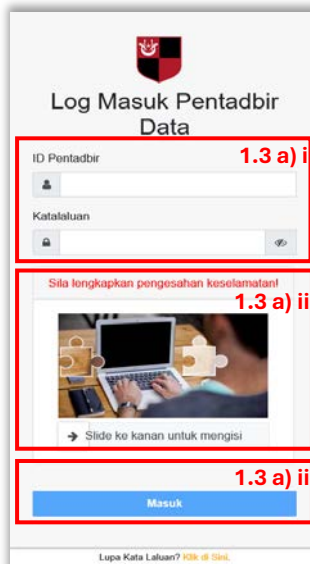 Log Masuk Pentadbir
Data
1.3 a) i
ID Pentadbir
Katalaluan
Sila lengkapkan pengesahan keselamatan!
1.3 a) ii
Slide ke kanan untuk mengisi
1.3 a) ii
Masuk
Lupa Kata Laluan? Klik di Sini.